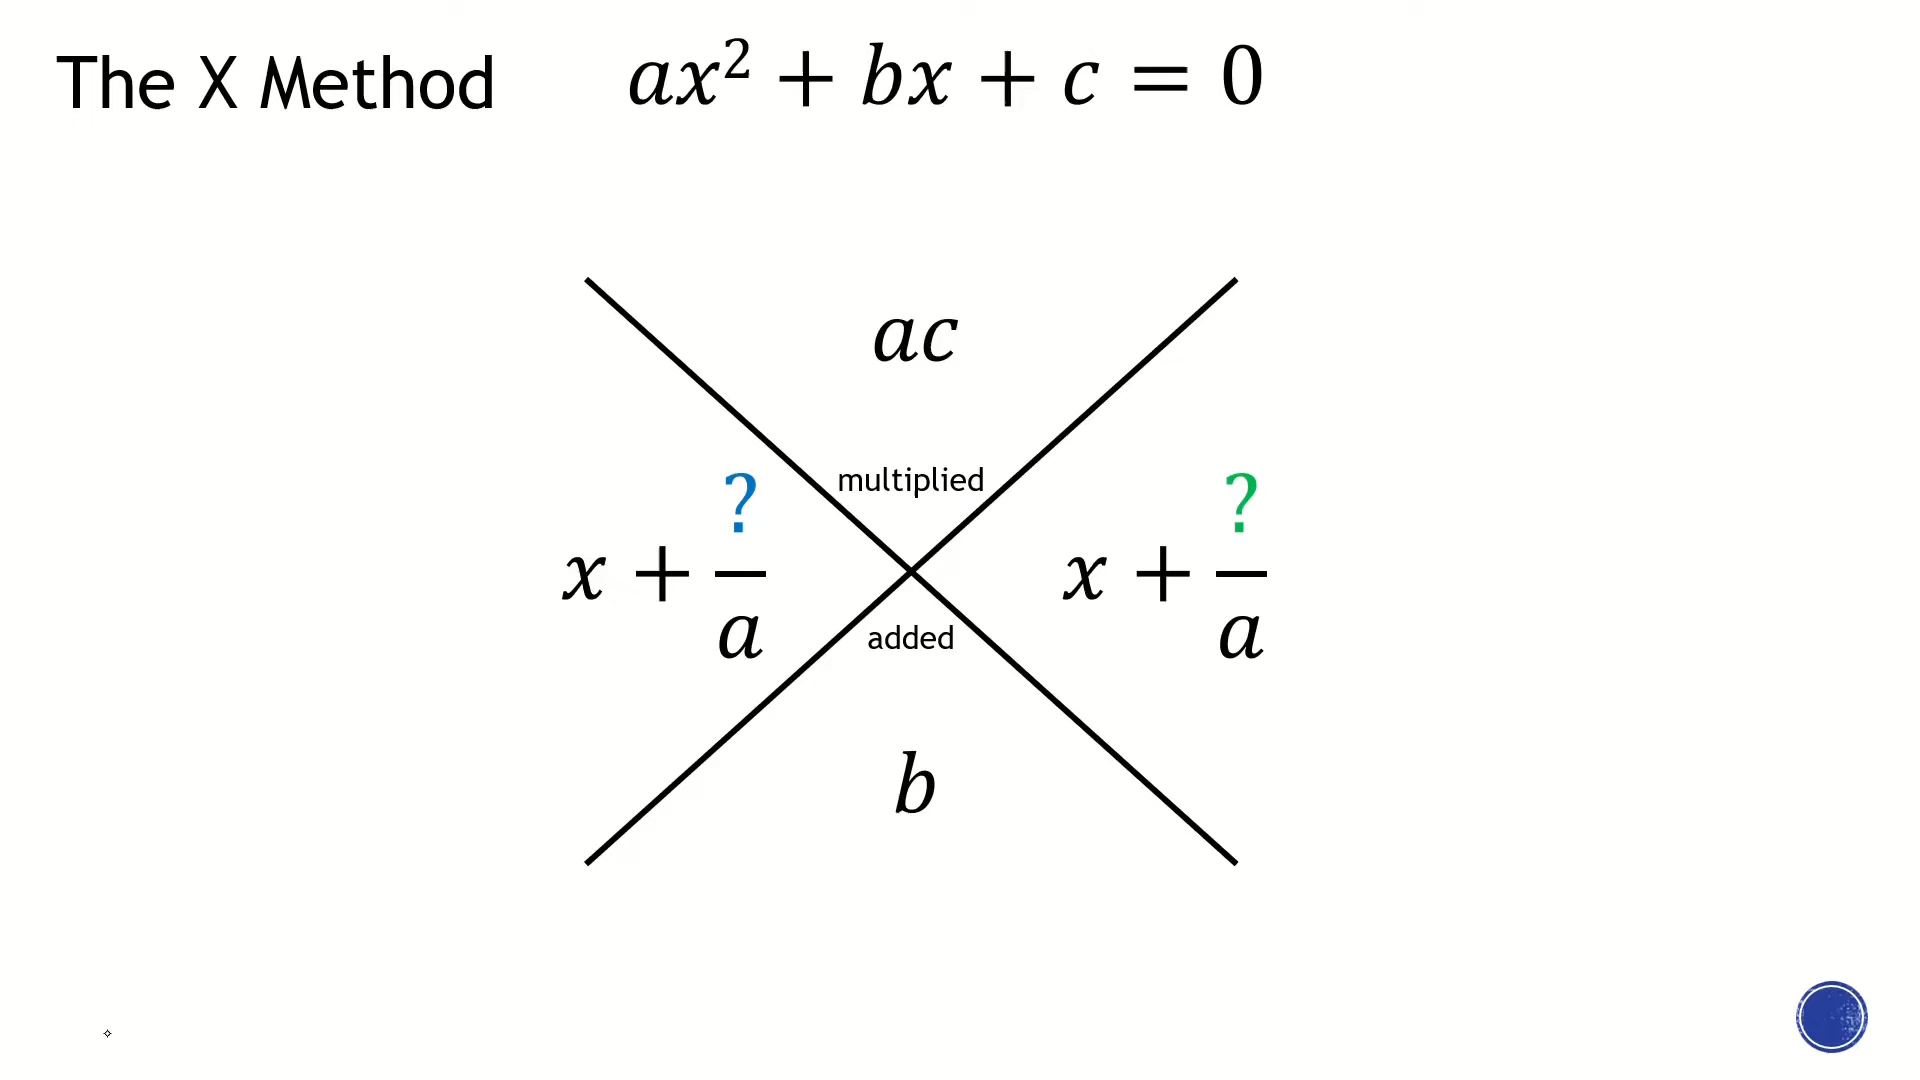 The X Method
ax² + bx + c = 0
ac
multiplied
x + ?/a
x + ?/a
added
b